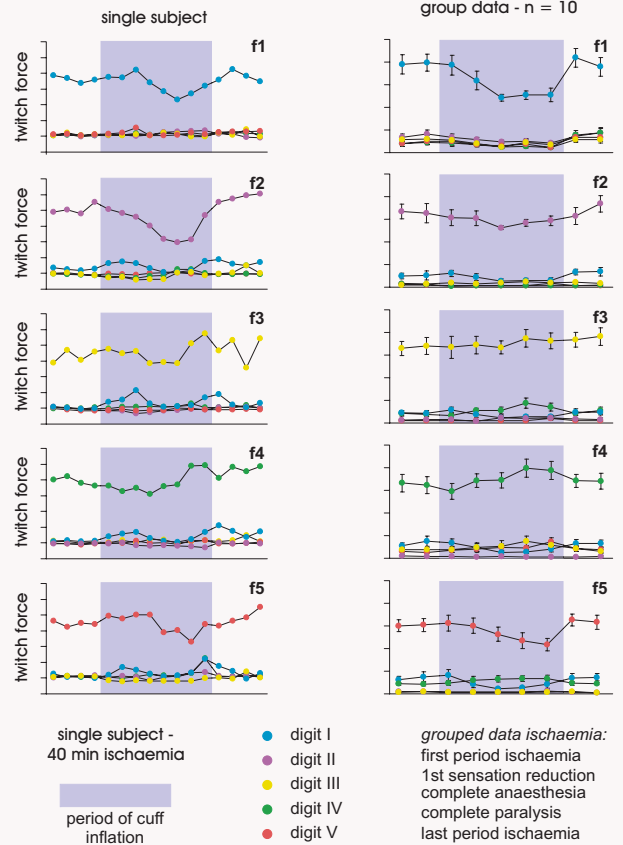 single subject
group data - n = 10
f1
twitch force
f1
f2
twitch force
f2
f3
twitch force
f3
f4
twitch force
f4
f5
twitch force
f5
single subject -
40 min ischaemia
period of cuff
inflation
digit I
digit II
digit III
digit IV
digit V
grouped data ischaemia:
first period ischaemia
1st sensation reduction
complete anaesthesia
complete paralysis
last period ischaemia